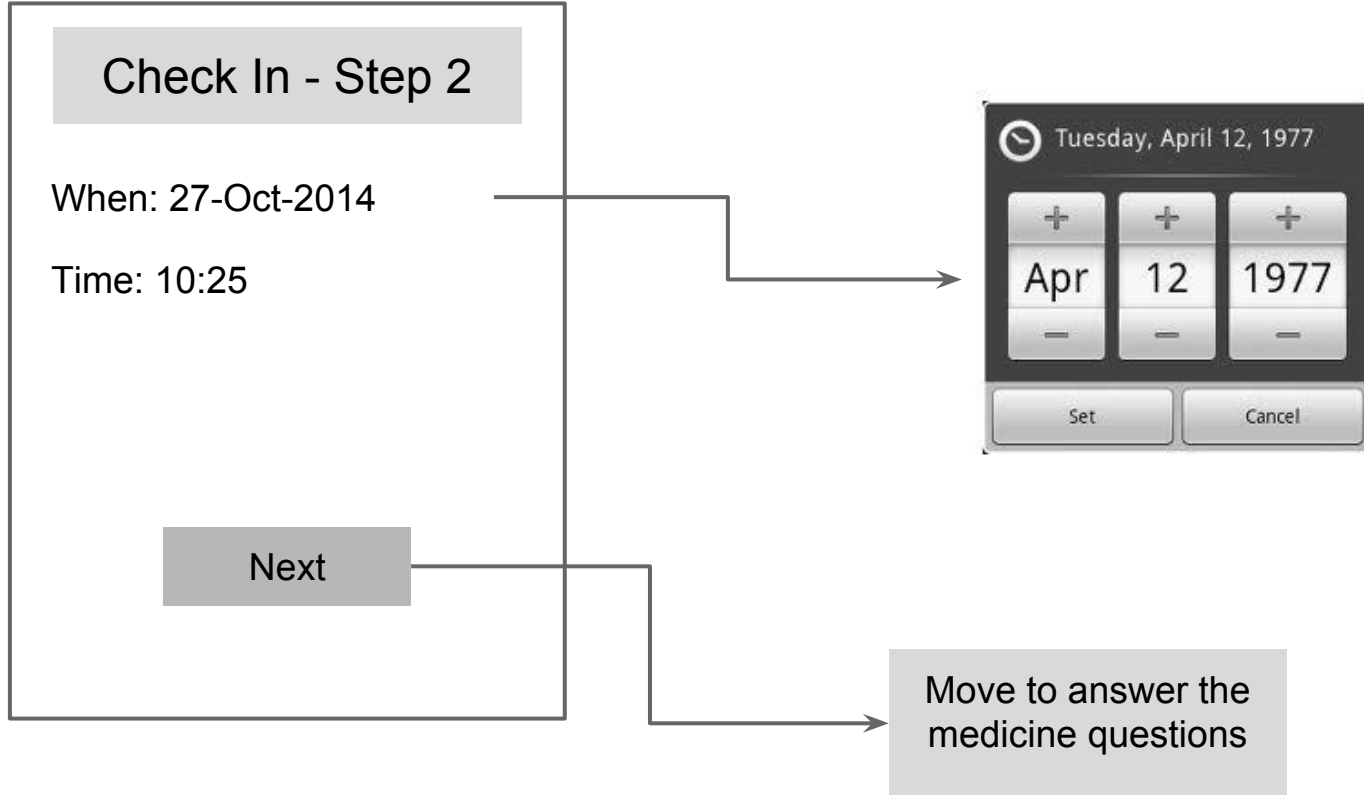 Check In - Step 2
When: 27-Oct-2014
Time: 10:25
Next
Tuesday, April 12, 1977
+ + +
Apr 12 1977
- - -
Set Cancel
Move to answer the
medicine questions